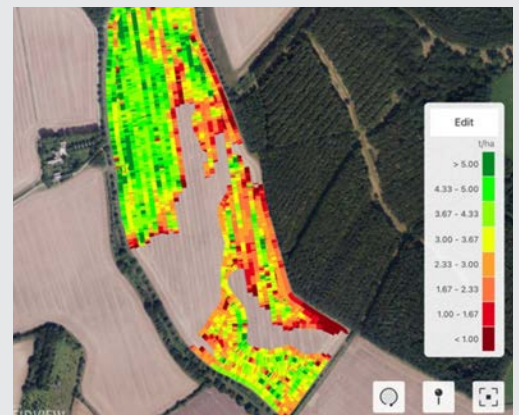 Edit
t/ha
> 5.00
4.33 - 5.00
3.67 - 4.33
3.00 - 3.67
2.33 - 3.00
1.67 - 2.33
1.00 - 1.67
< 1.00